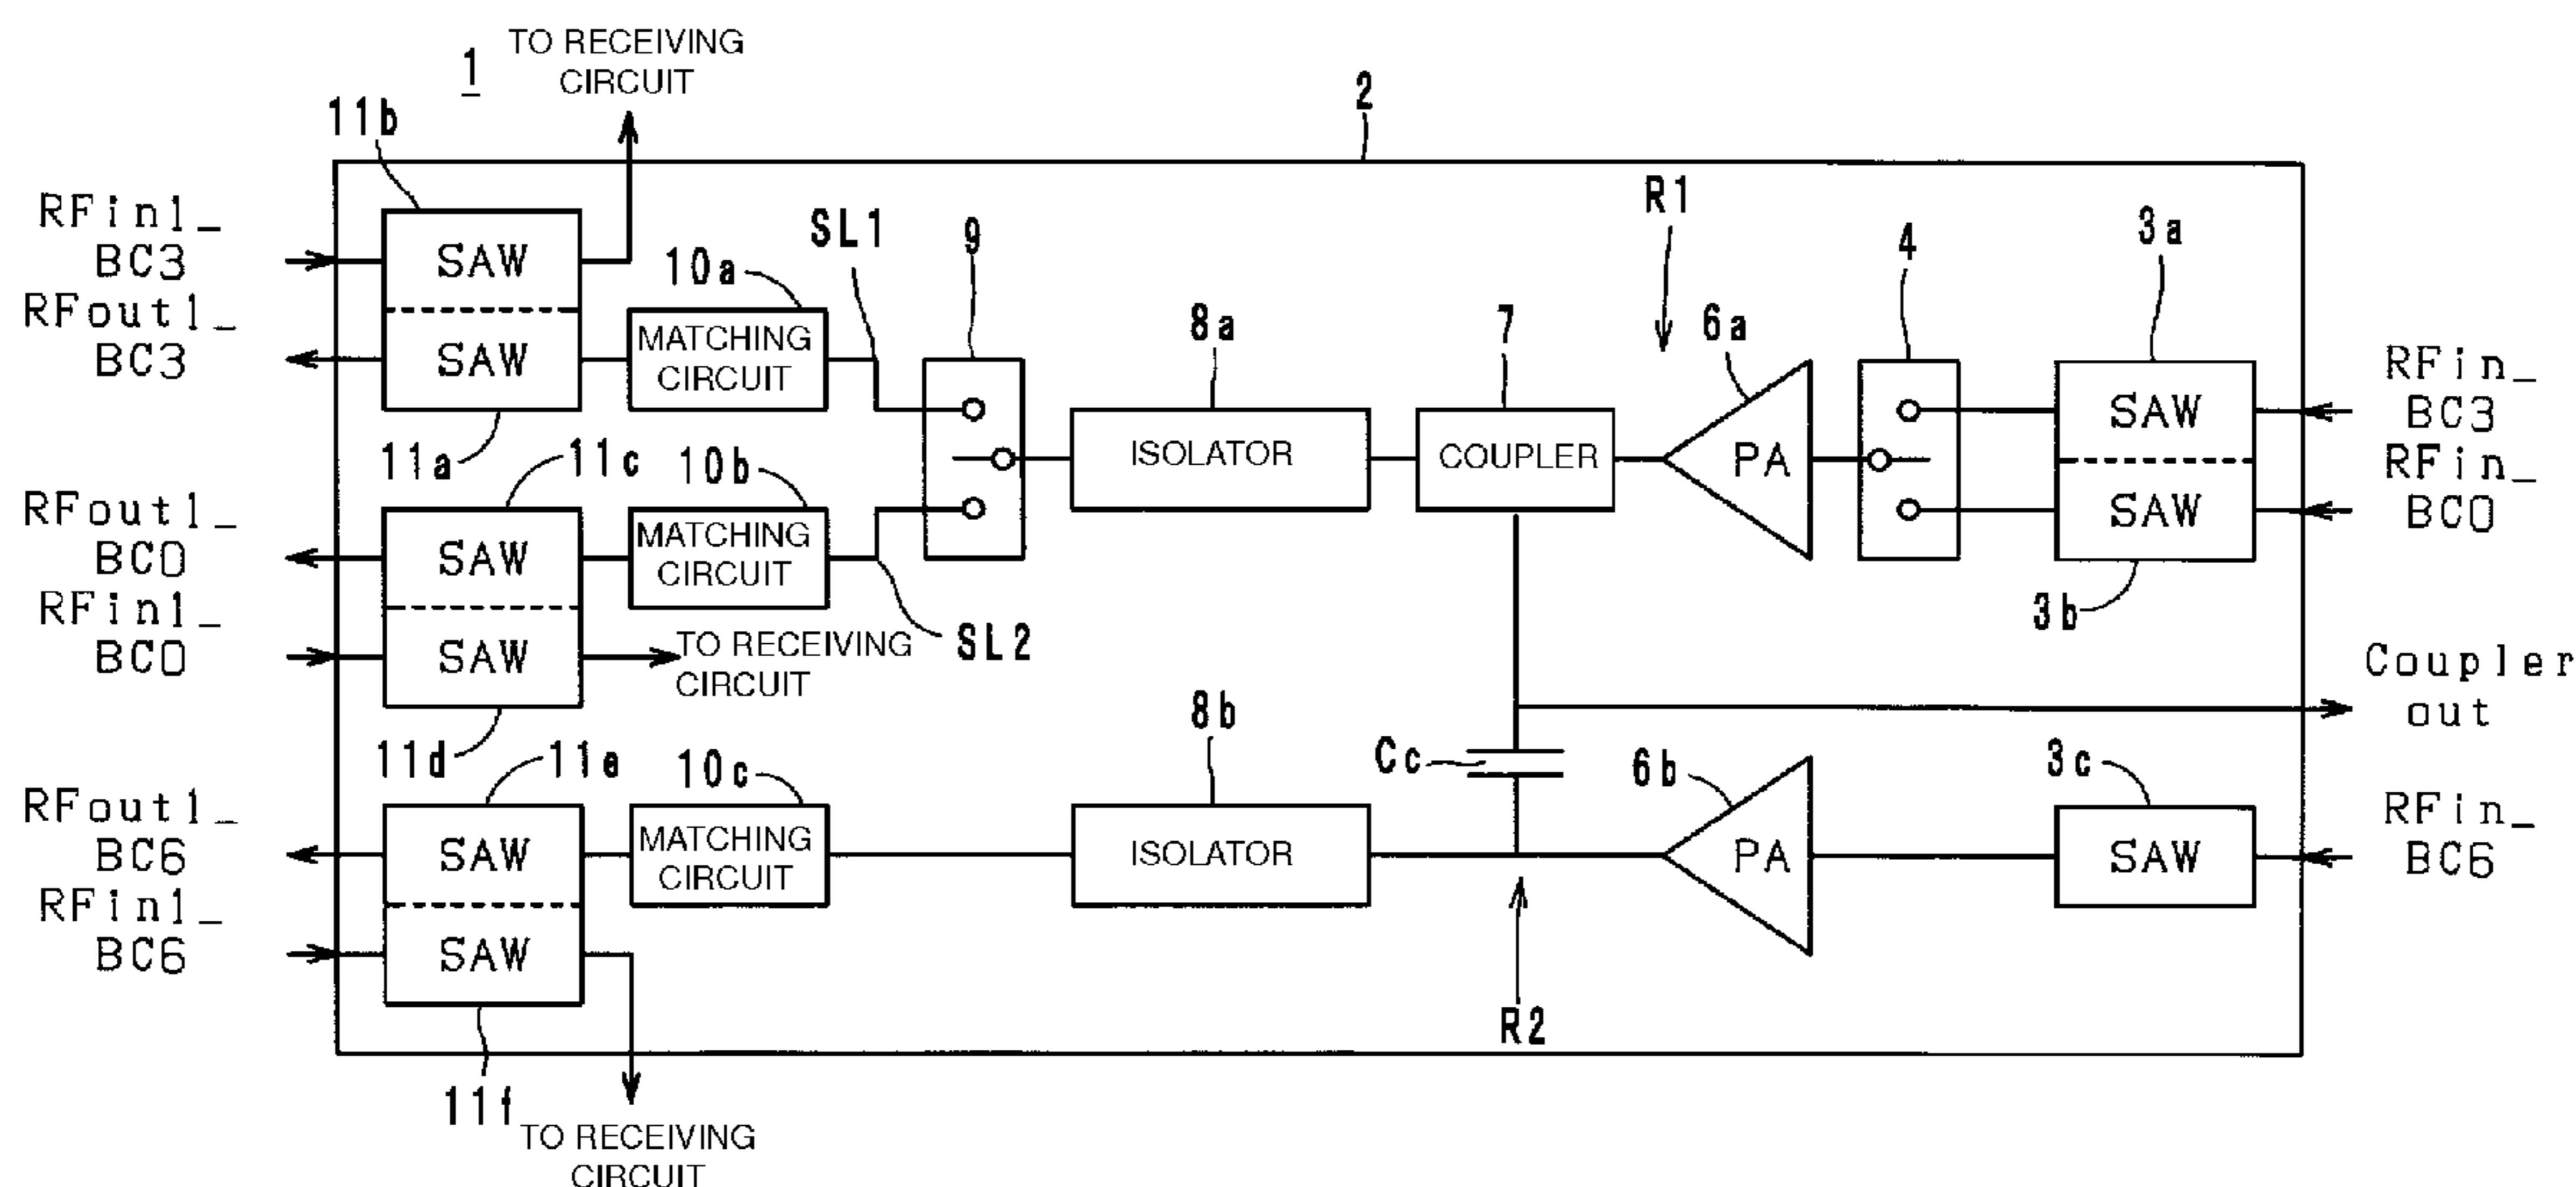 1
TO RECEIVING
CIRCUIT
2
11b
RFin1_
BC3
SAW
RFout1_
BC3
SAW
11a
10a
MATCHING
CIRCUIT
SL1
9
8a
ISOLATOR
7
COUPLER
R1
6a
PA
4
3a
SAW
SAW
3b
RFin_
BC3
RFin_
BC0
RFout1_
BC0
11c
SAW
10b
MATCHING
CIRCUIT
SL2
RFin1_
BC0
SAW
11d
TO RECEIVING
CIRCUIT
Coupler
out
RFout1_
BC6
11e
SAW
10c
MATCHING
CIRCUIT
8b
ISOLATOR
Cc
6b
PA
3c
SAW
RFin_
BC6
RFin1_
BC6
SAW
11f
R2
TO RECEIVING
CIRCUIT